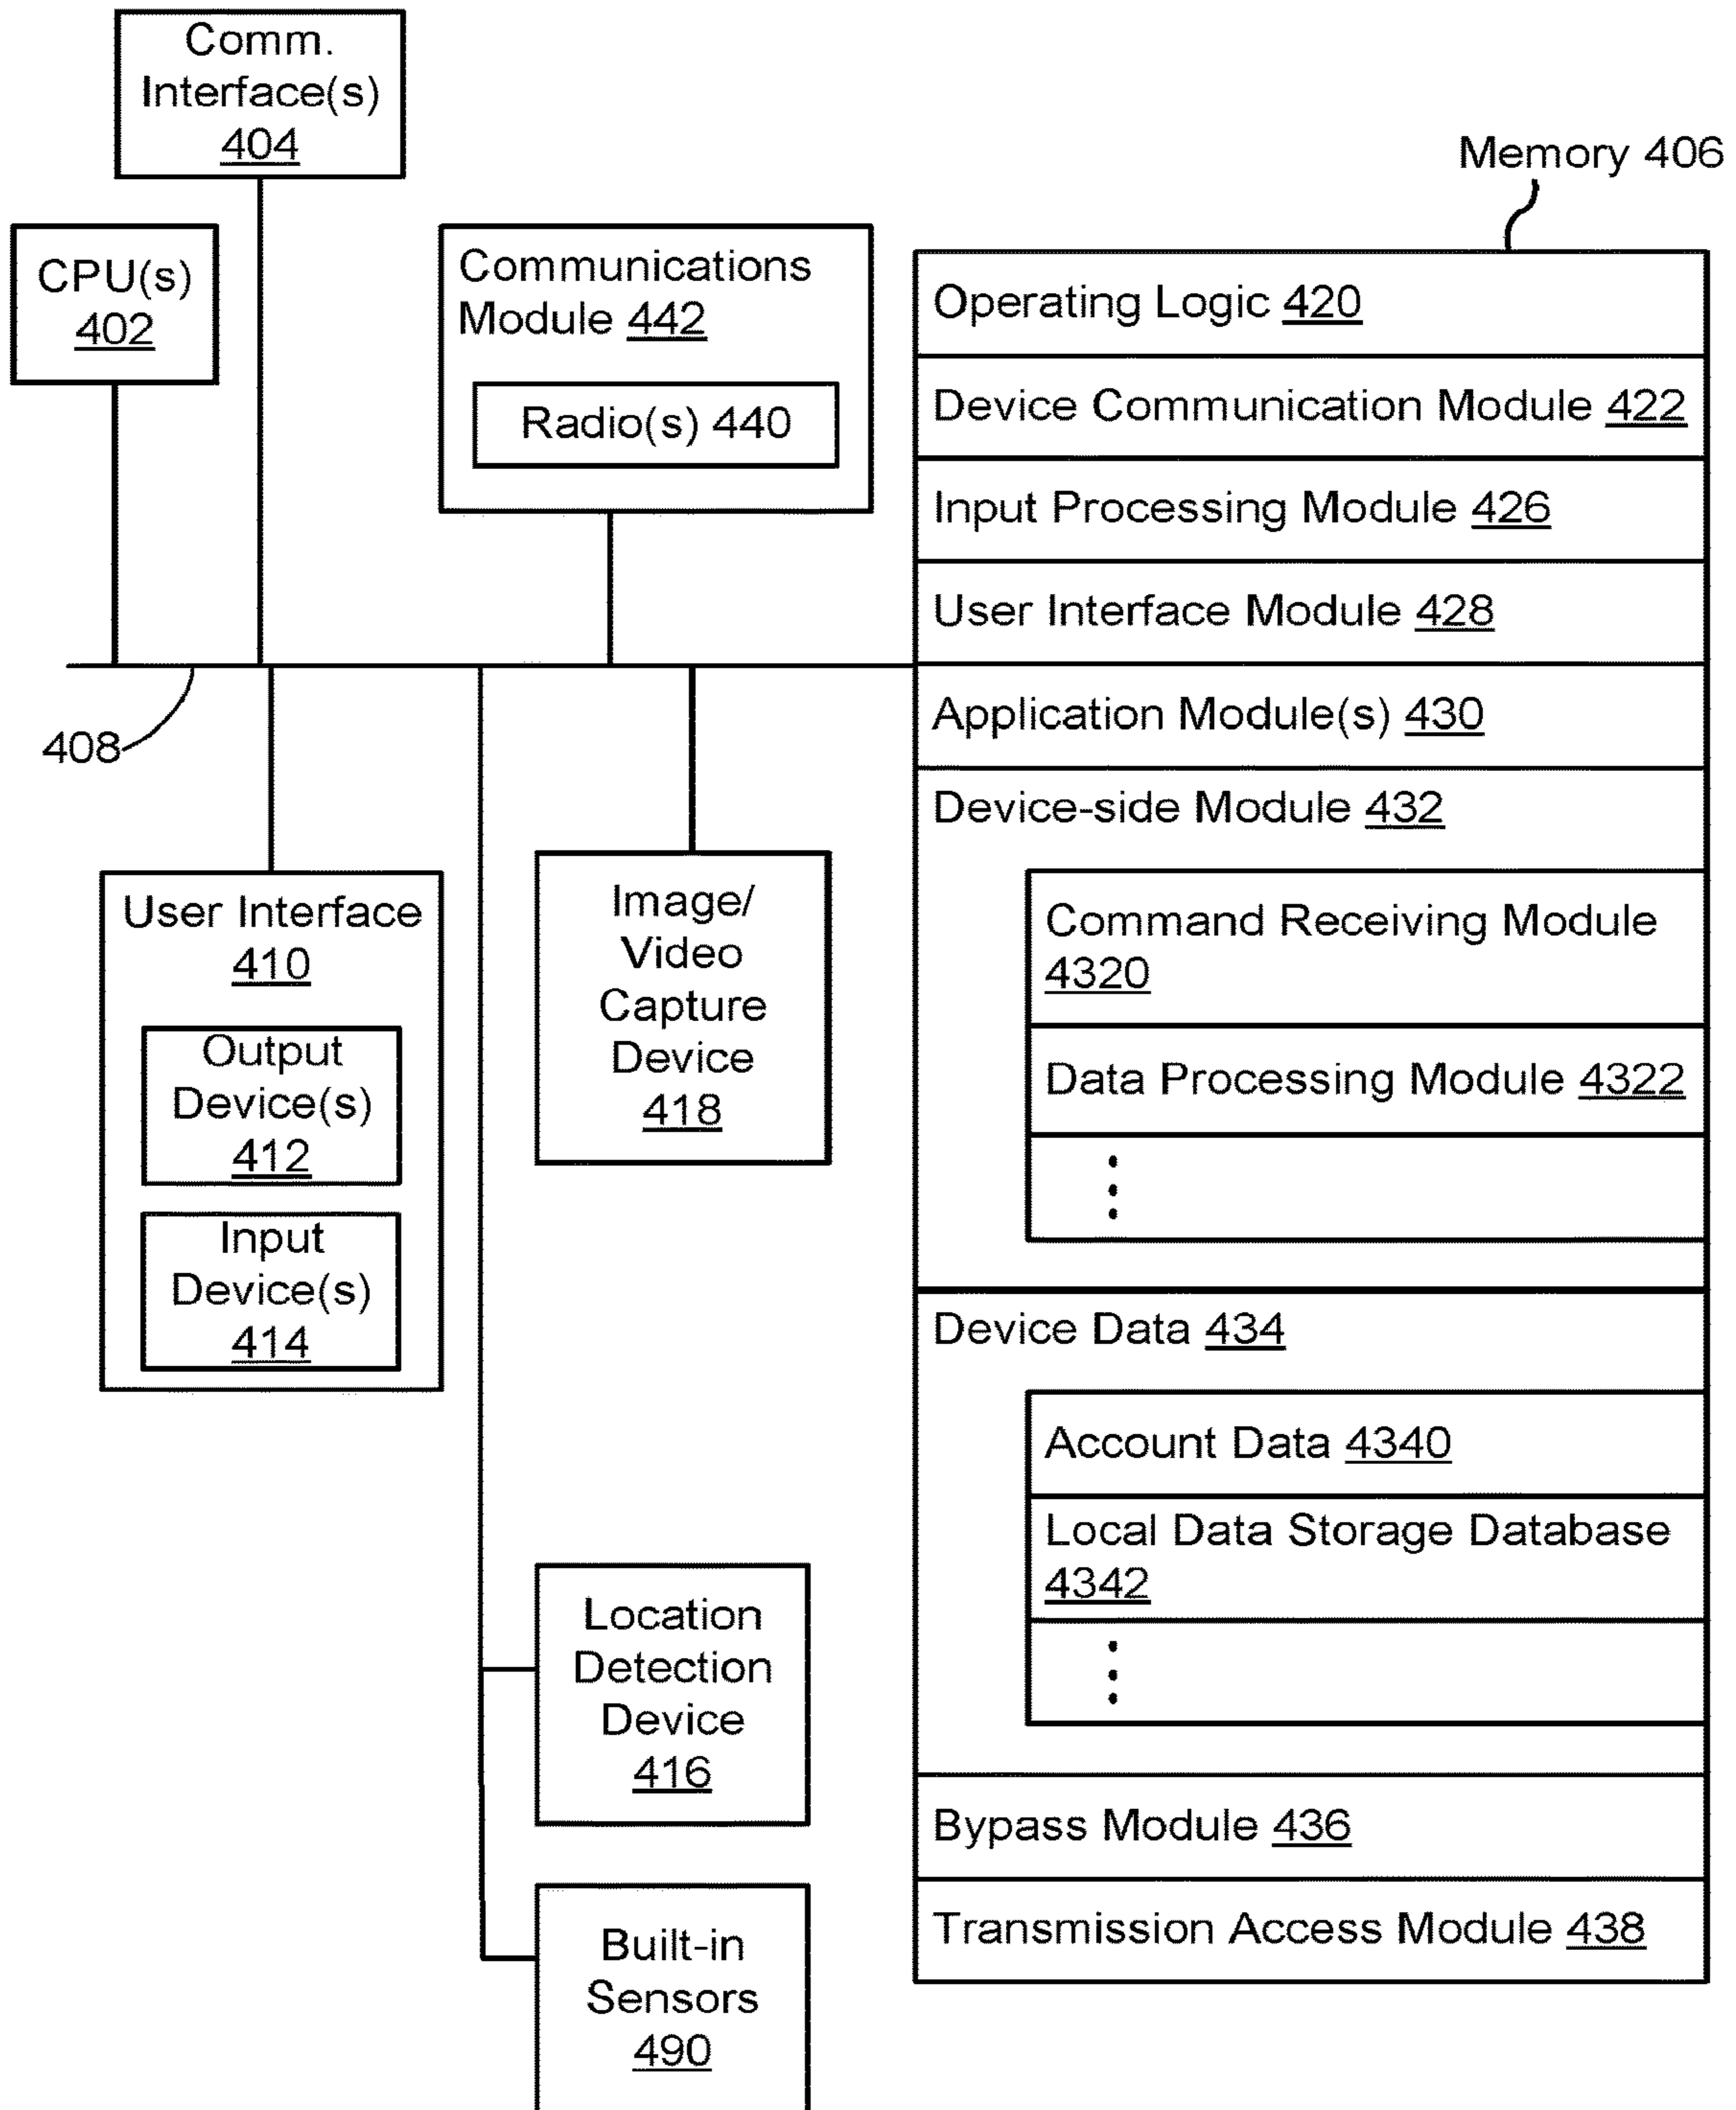 Comm.
Interface(s)
404
Memory 406
CPU(s)
402
Communications
Module 442
Radio(s) 440
Operating Logic 420
Device Communication Module 422
Input Processing Module 426
User Interface Module 428
408
Application Module(s) 430
Device-side Module 432
Command Receiving Module
4320
Data Processing Module 4322
User Interface
410
Output
Device(s)
412
Input
Device(s)
414
Image/
Video
Capture
Device
418
Device Data 434
Account Data 4340
Local Data Storage Database
4342
Location
Detection
Device
416
Bypass Module 436
Transmission Access Module 438
Built-in
Sensors
490